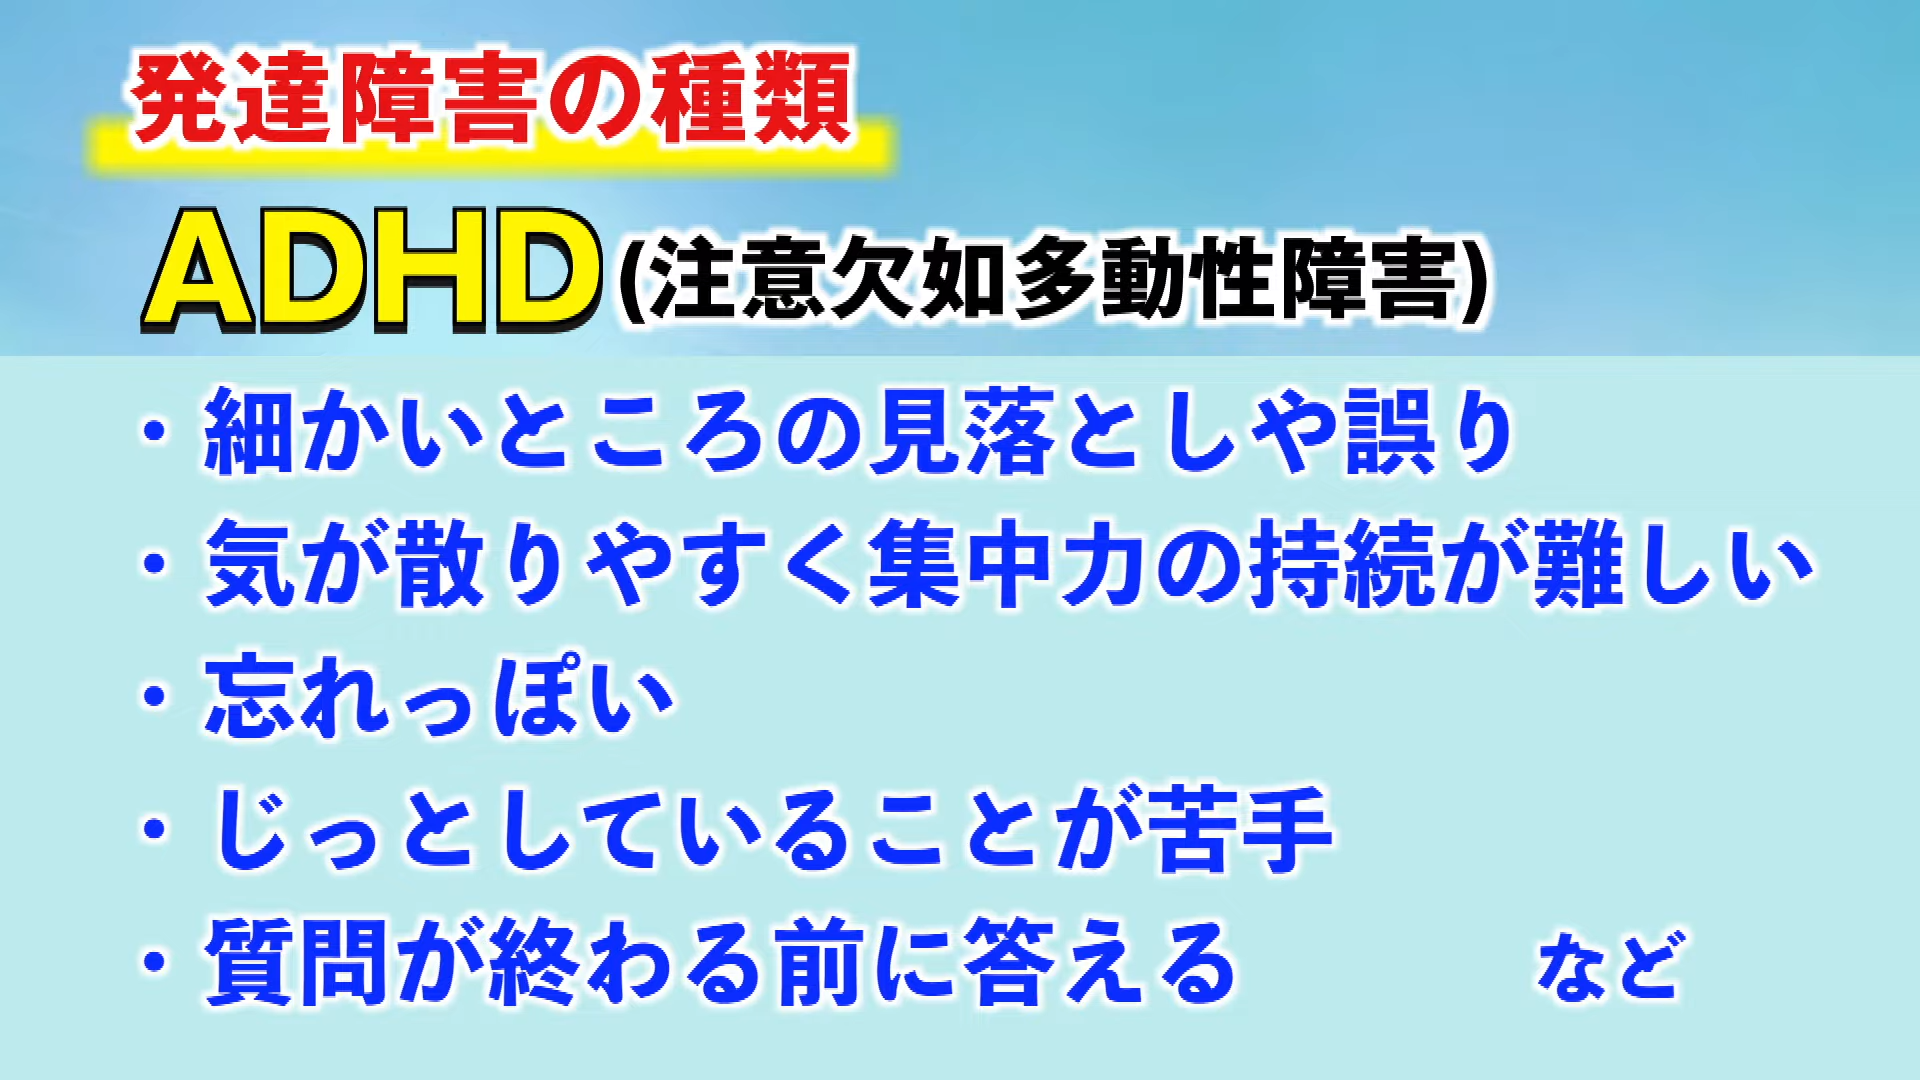 発達障害の種類
ADHD(注意欠如多動性障害)
・細かいところの見落としや誤り
・気が散りやすく集中力の持続が難しい
・忘れっぽい
・じっとしていることが苦手
・質問が終わる前に答える など